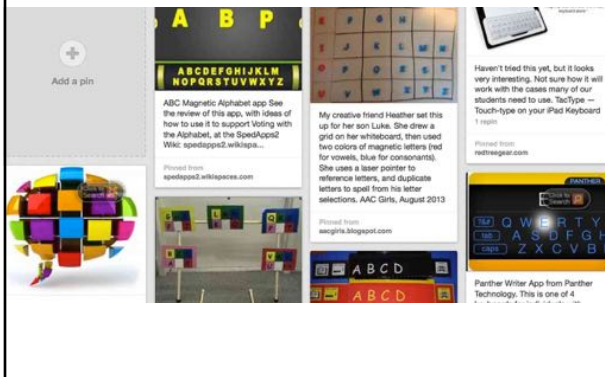 Add a pin
A B P
ABCDEFGHIJKLM
NOPQRSTUVWXYZ
ABC Magnetic Alphabet app See
the review of this app, with ideas of
how to use it to support Voting with
the Alphabet, at the SpedApps2
Wiki: spedapps2.wikispa...
Pinned from
spedapps2.wikispaces.com
My creative friend Heather set this
up for her son Luke. She drew a
grid on her whiteboard, then used
two colors of magnetic letters (red
for vowels, blue for consonants).
She uses a laser pointer to
reference letters, and duplicate
letters to spell from his letter
selections. AAC Girls, August 2013
Pinned from
aacgirls.blogspot.com
A B C D
A B C D
Haven't tried this yet, but it looks
very interesting. Not sure how it will
work with the cases many of our
students need to use. TacType —
Touch-type on your iPad Keyboard
1 repin
Pinned from
redtreegear.com
PANTHER
Click to
Search
Q W E R T Y
tab A S D F G H
caps Z X C V B
Panther Writer App from Panther
Technology. This is one of 4
Click to
Search